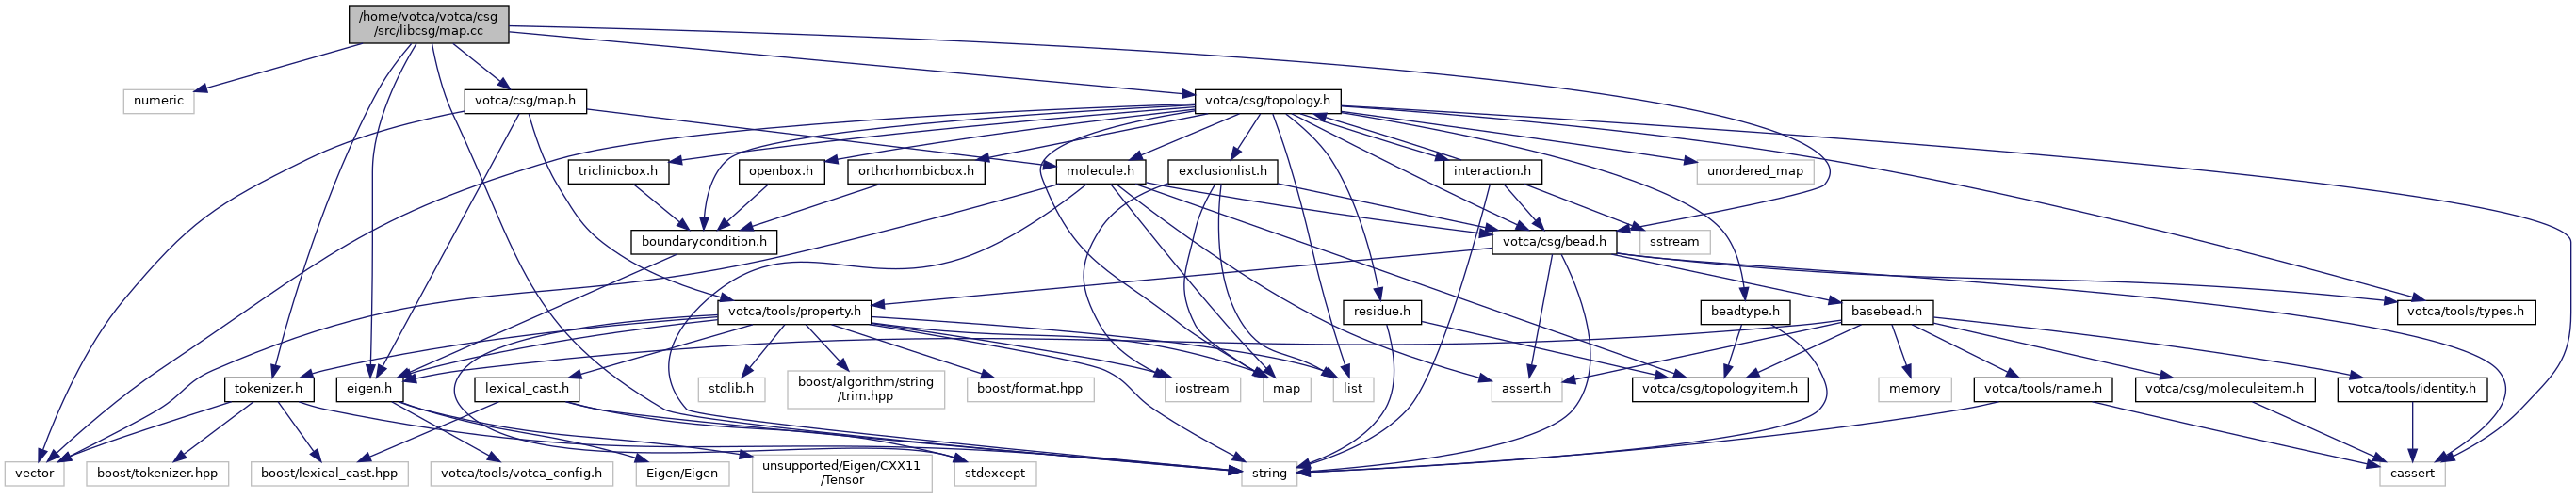 /home/votca/votca/csg
/src/libcsg/map.cc
numeric
votca/csg/map.h
votca/csg/topology.h
triclinicbox.h
openbox.h
orthorhombicbox.h
molecule.h
exclusionlist.h
interaction.h
unordered_map
boundarycondition.h
votca/csg/bead.h
sstream
votca/tools/property.h
residue.h
beadtype.h
basebead.h
votca/tools/types.h
tokenizer.h
eigen.h
lexical_cast.h
stdlib.h
boost/algorithm/string
/trim.hpp
boost/format.hpp
iostream
map
list
assert.h
votca/csg/topologyitem.h
memory
votca/tools/name.h
votca/csg/moleculeitem.h
votca/tools/identity.h
vector
boost/tokenizer.hpp
boost/lexical_cast.hpp
votca/tools/votca_config.h
Eigen/Eigen
unsupported/Eigen/CXX11
/Tensor
stdexcept
string
cassert